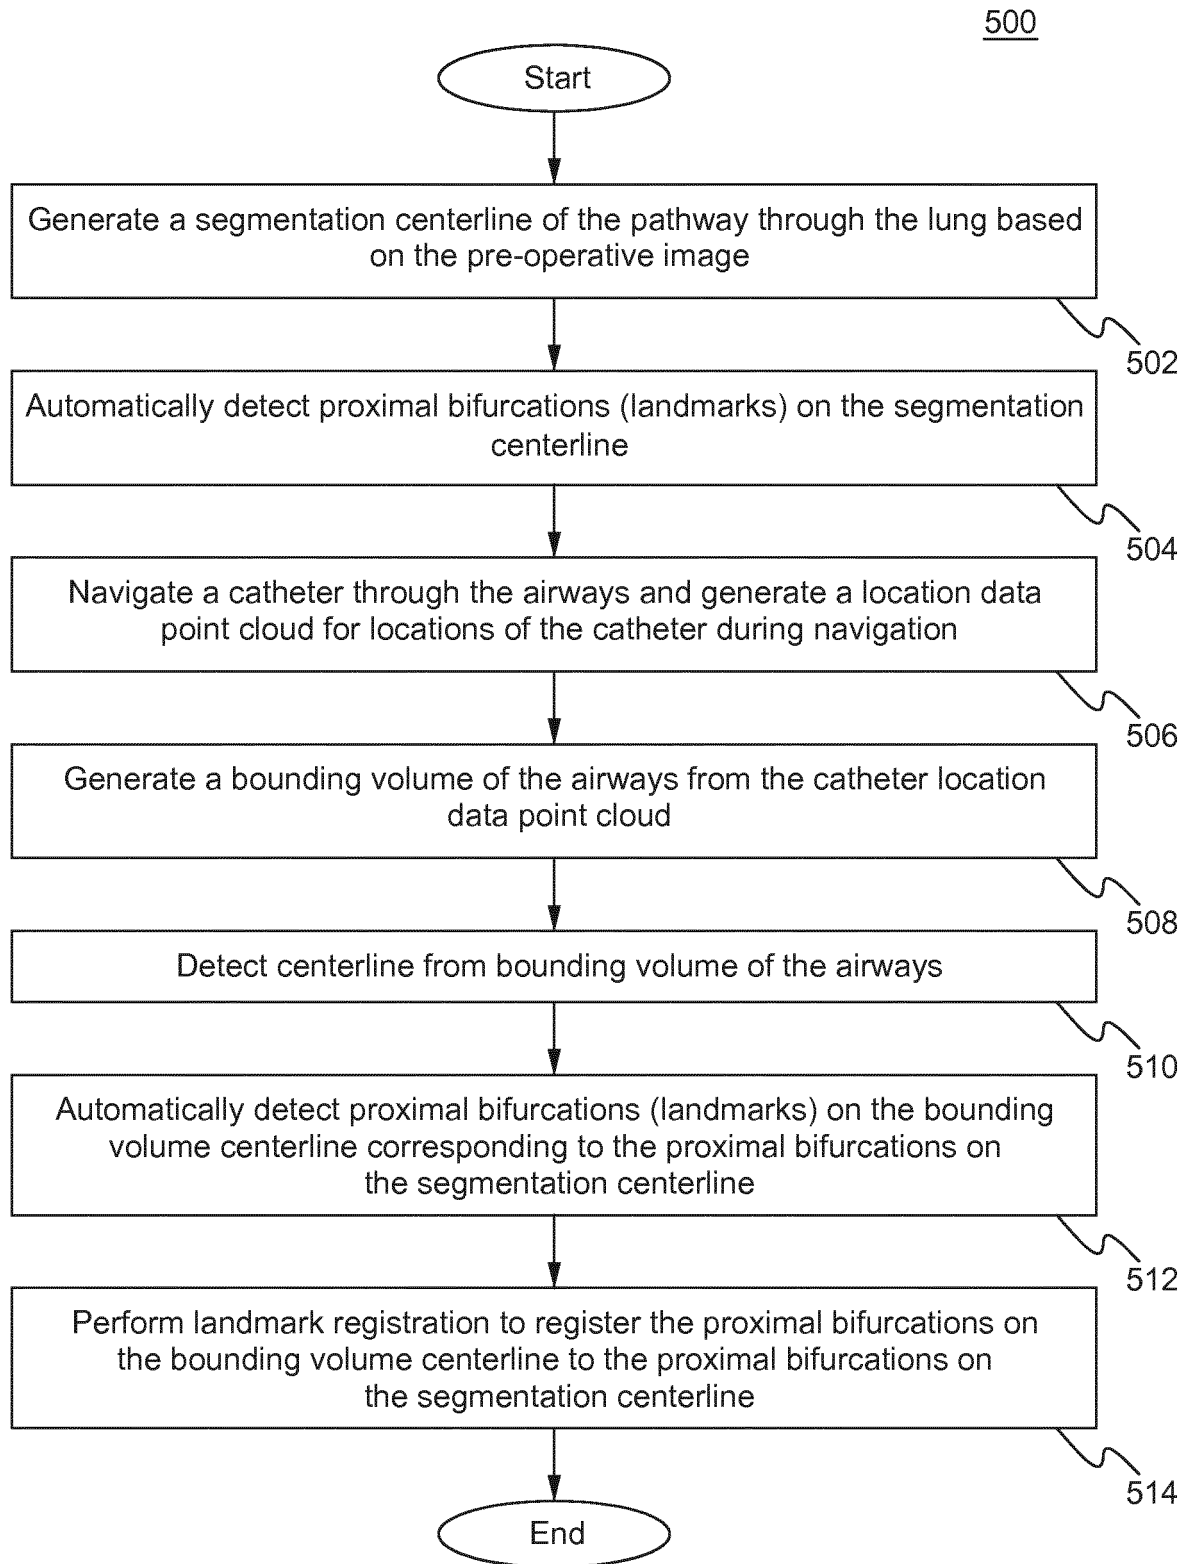 500
Start
Generate a segmentation centerline of the pathway through the lung based
on the pre-operative image
502
Automatically detect proximal bifurcations (landmarks) on the segmentation
centerline
504
Navigate a catheter through the airways and generate a location data
point cloud for locations of the catheter during navigation
506
Generate a bounding volume of the airways from the catheter location
data point cloud
508
Detect centerline from bounding volume of the airways
510
Automatically detect proximal bifurcations (landmarks) on the bounding
volume centerline corresponding to the proximal bifurcations on
the segmentation centerline
512
Perform landmark registration to register the proximal bifurcations on
the bounding volume centerline to the proximal bifurcations on
the segmentation centerline
514
End